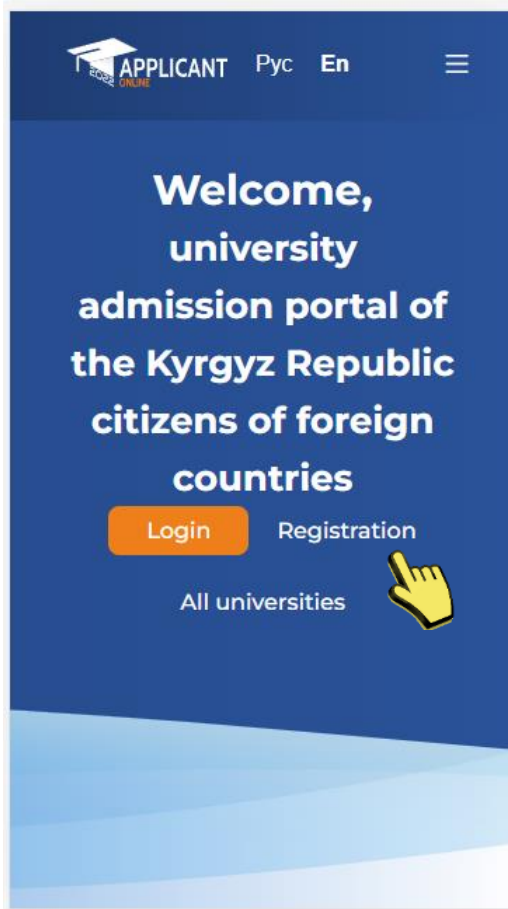 2022 APPLICANT Рус En
ONLINE
Welcome,
university
admission portal of
the Kyrgyz Republic
citizens of foreign
countries
Login Registration
All universities